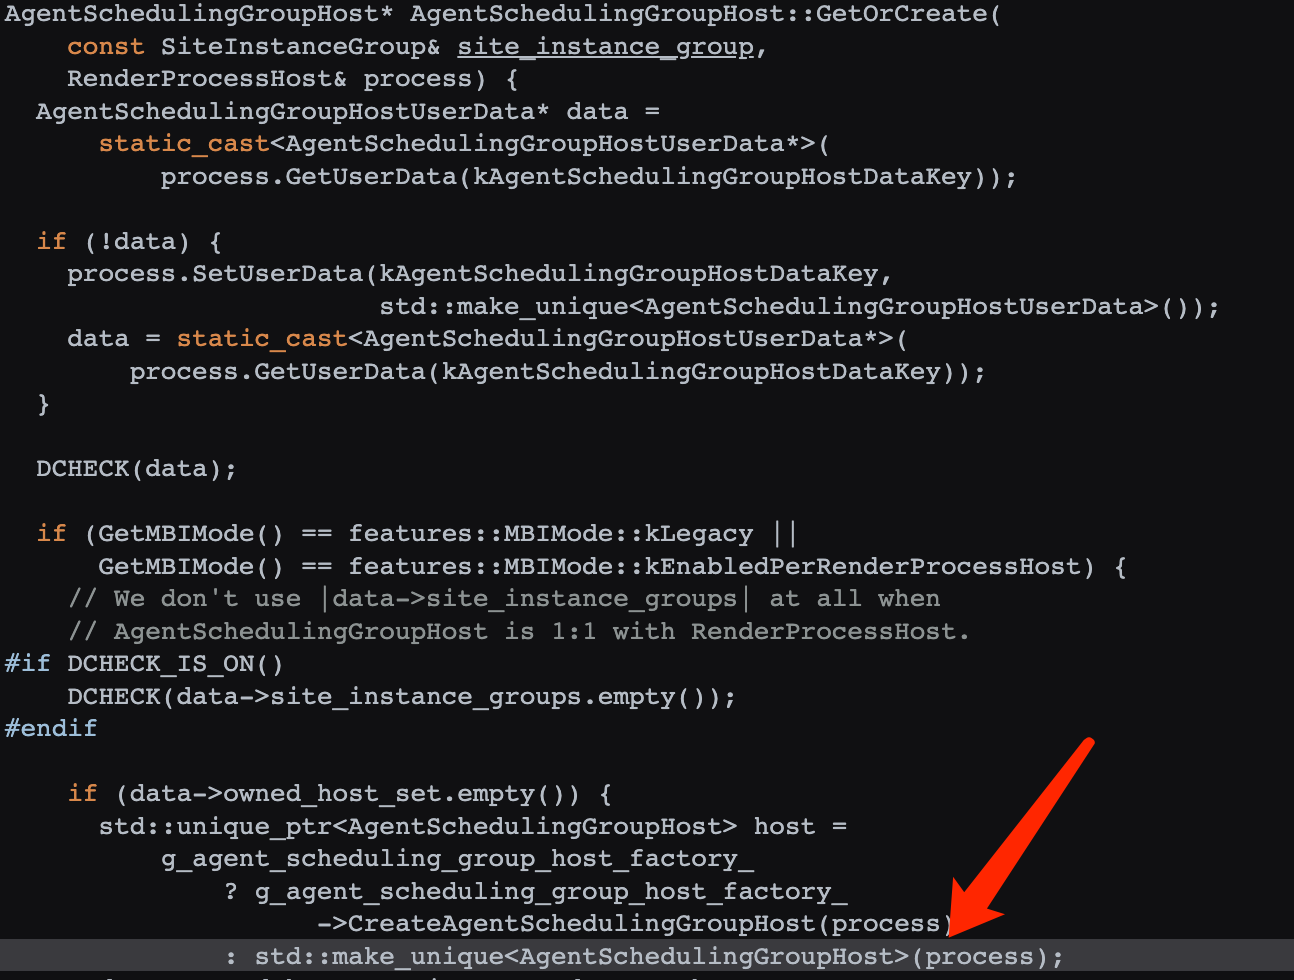 AgentSchedulingGroupHost* AgentSchedulingGroupHost::GetOrCreate(
    const SiteInstanceGroup& site_instance_group,
    RenderProcessHost& process) {
  AgentSchedulingGroupHostUserData* data =
      static_cast<AgentSchedulingGroupHostUserData*>(
          process.GetUserData(kAgentSchedulingGroupHostDataKey));

  if (!data) {
    process.SetUserData(kAgentSchedulingGroupHostDataKey,
                        std::make_unique<AgentSchedulingGroupHostUserData>());
    data = static_cast<AgentSchedulingGroupHostUserData*>(
        process.GetUserData(kAgentSchedulingGroupHostDataKey));
  }

  DCHECK(data);

  if (GetMBIMode() == features::MBIMode::kLegacy ||
      GetMBIMode() == features::MBIMode::kEnabledPerRenderProcessHost) {
    // We don't use |data->site_instance_groups| at all when
    // AgentSchedulingGroupHost is 1:1 with RenderProcessHost.
#if DCHECK_IS_ON()
    DCHECK(data->site_instance_groups.empty());
#endif

    if (data->owned_host_set.empty()) {
      std::unique_ptr<AgentSchedulingGroupHost> host =
          g_agent_scheduling_group_host_factory_
              ? g_agent_scheduling_group_host_factory_
                    ->CreateAgentSchedulingGroupHost(process)
              : std::make_unique<AgentSchedulingGroupHost>(process);